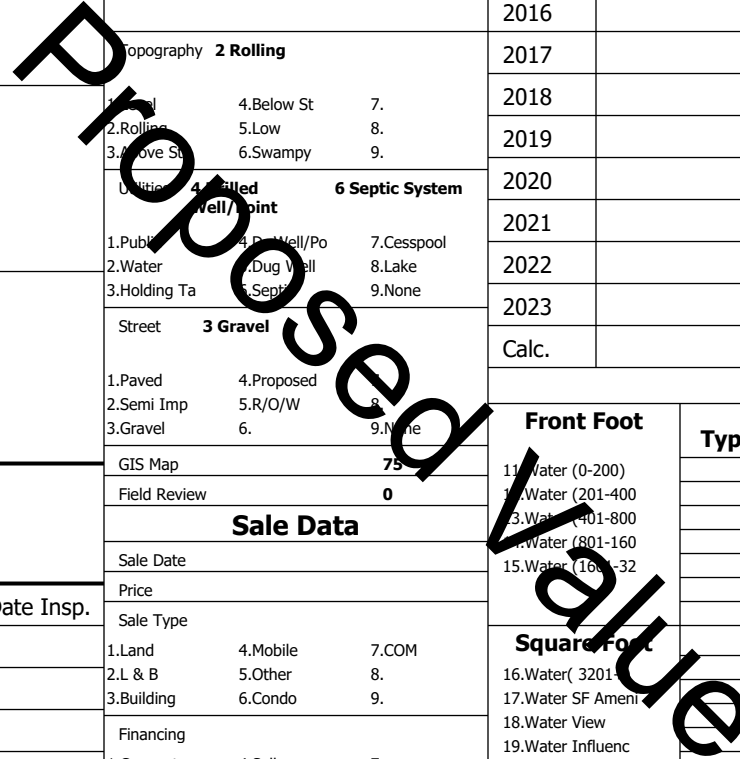 Topography 2 Rolling
1.Level 4.Below St 7.
2.Rolling 5.Low 8.
3.Above St 6.Swampy 9.
Utilities 4 Drilled 6 Septic System
Well/Point
1.Public 4.Dr Well/Po 7.Cesspool
2.Water 5.Dug Well 8.Lake
3.Holding Ta 6.Septic 9.None
Street 3 Gravel
1.Paved 4.Proposed 7.
2.Semi Imp 5.R/O/W 8.
3.Gravel 6. 9.None
GIS Map 75
Field Review 0
Sale Data
Sale Date
Price
Sale Type
1.Land 4.Mobile 7.COM
2.L & B 5.Other 8.
3.Building 6.Condo 9.
Financing
Date Insp.
2016
2017
2018
2019
2020
2021
2022
2023
Calc.
Front Foot
11.Water (0-200)
12.Water (201-400
13.Water (401-800
14.Water (801-160
15.Water (1601-32
Square Foot
16.Water( 3201-
17.Water SF Ameni
18.Water View
19.Water Influenc
Typ
Proposed Value